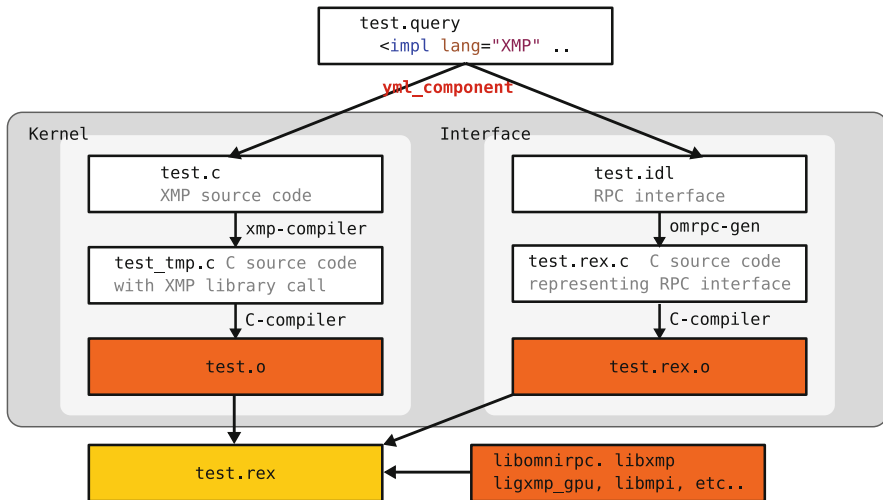 test.query
<impl lang="XMP" ..
yml_component
Kernel
Interface
test.c
XMP source code
test.idl
RPC interface
xmp-compiler
omrpc-gen
test_tmp.c C source code
with XMP library call
test.rex.c C source code
representing RPC interface
C-compiler
C-compiler
test.o
test.rex.o
test.rex
libomnirpc. libxmp
ligxmp_gpu, libmpi, etc..